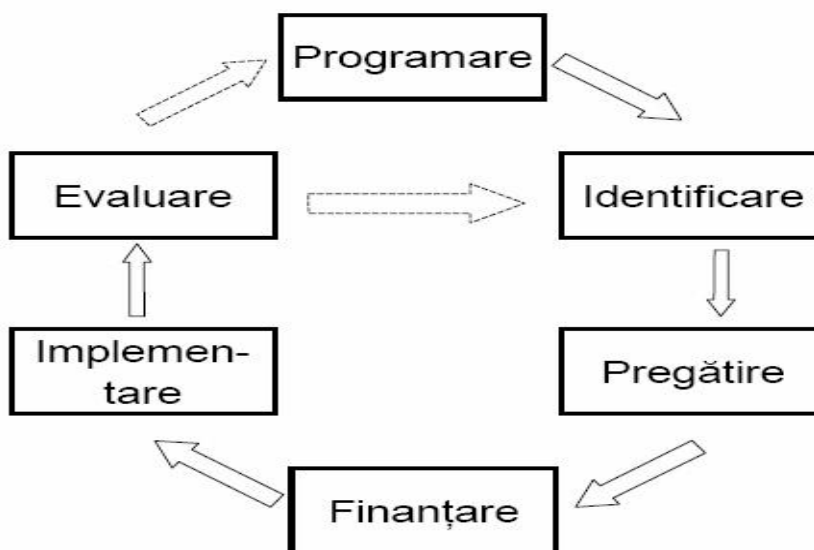 Programare
Evaluare
Identificare
Implemen-
tare
Pregătire
Finanțare